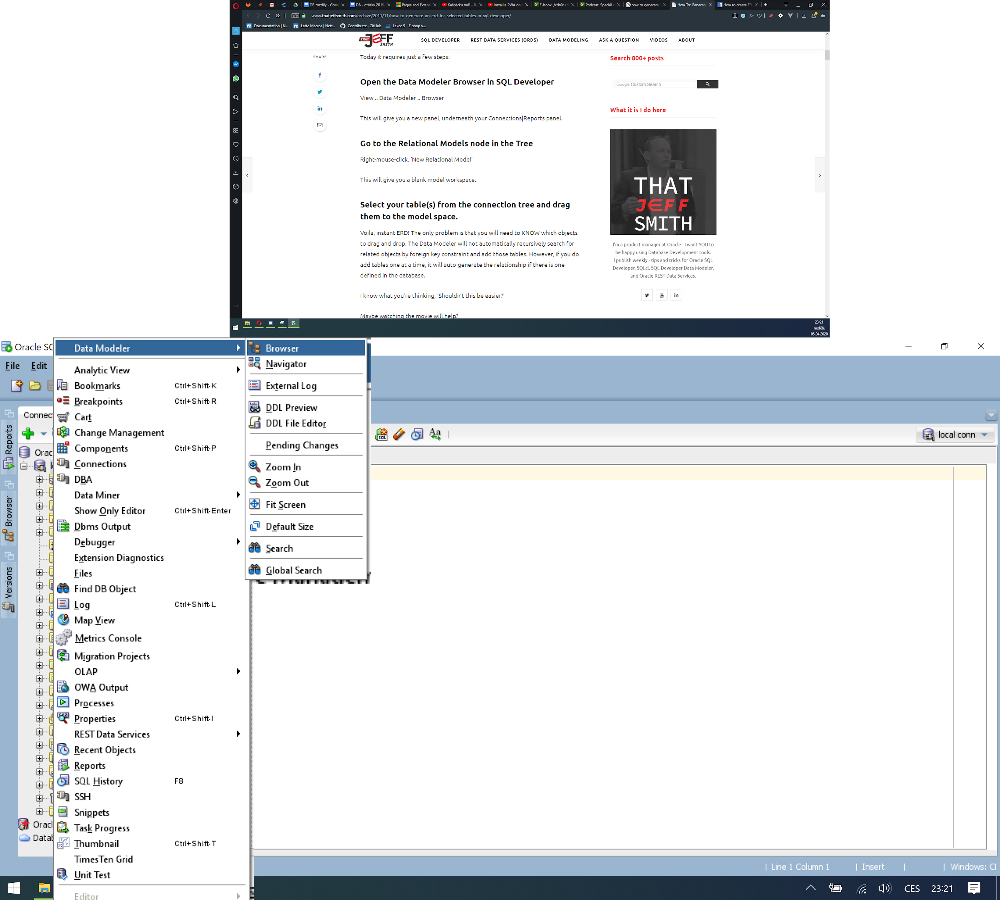 DB rozdíly - Goog
DB - otázky 2019
Pages and Extent
Kašpárku Vař! - R
Install a PWA on
E-book „Vzhůru d
Podcast: Speciál
how to generate
How To: Generate
How to create ER
VPN
www.thatjeffsmith.com/archive/2011/11/how-to-generate-an-erd-for-selected-tables-in-sql-developer/
Documentation | N...
Latte Macros | Nett...
Contributte · GitHub
Lekce 9 - E-shop v...
THAT JEFF SMITH
SQL DEVELOPER
REST DATA SERVICES (ORDS)
DATA MODELING
ASK A QUESTION
VIDEOS
ABOUT
SHARE
Today it requires just a few steps:
Open the Data Modeler Browser in SQL Developer
View .. Data Modeler .. Browser
This will give you a new panel, underneath your Connections|Reports panel.
Go to the Relational Models node in the Tree
Right-mouse-click, ‘New Relational Model’
This will give you a blank model workspace.
Select your table(s) from the connection tree and drag
them to the model space.
Voila, instant ERD! The only problem is that you will need to KNOW which objects
to drag and drop. The Data Modeler will not automatically recursively search for
related objects by foreign key constraint and add those tables. However, if you do
add tables one at a time, it will auto-generate the relationship if there is one
defined in the database.
I know what you’re thinking, ‘Shouldn’t this be easier?’
Maybe watching the movie will help?
Search 800+ posts
Google Custom Search
What it is I do here
THAT
JEFF
SMITH
I'm a product manager at Oracle - I want YOU to
be happy using Database Development tools.
I publish weekly - tips and tricks for Oracle SQL
Developer, SQLcl, SQL Developer Data Modeler,
and Oracle REST Data Services.
23:21
neděle
05.04.2020
Oracle SQ
File
Edit
Connec
Reports
Browser
Versions
Orac
Oracl
Datab
Data Modeler
Analytic View
Bookmarks Ctrl+Shift-K
Breakpoints Ctrl+Shift-R
Cart
Change Management
Components Ctrl+Shift-P
Connections
DBA
Data Miner
Show Only Editor Ctrl+Shift-Enter
Dbms Output
Debugger
Extension Diagnostics
Files
Find DB Object
Log Ctrl+Shift-L
Map View
Metrics Console
Migration Projects
OLAP
OWA Output
Processes
Properties Ctrl+Shift-I
REST Data Services
Recent Objects
Reports
SQL History F8
SSH
Snippets
Task Progress
Thumbnail Ctrl+Shift-T
TimesTen Grid
Unit Test
Editor
Browser
Navigator
External Log
DDL Preview
DDL File Editor
Pending Changes
Zoom In
Zoom Out
Fit Screen
Default Size
Search
Global Search
local conn
| Line 1 Column 1 | Insert | | Windows: Cl
CES 23:21